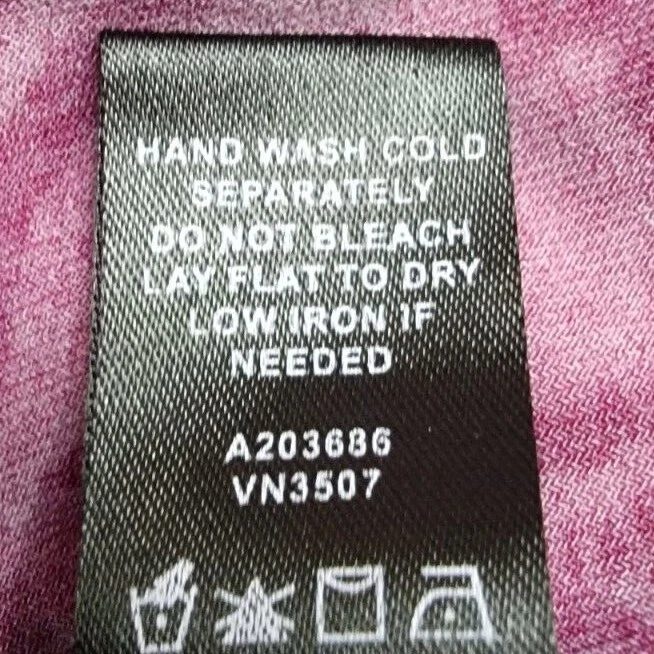 HAND WASH COLD
SEPARATELY
DO NOT BLEACH
LAY FLAT TO DRY
LOW IRON IF
NEEDED
A203686
VN3507